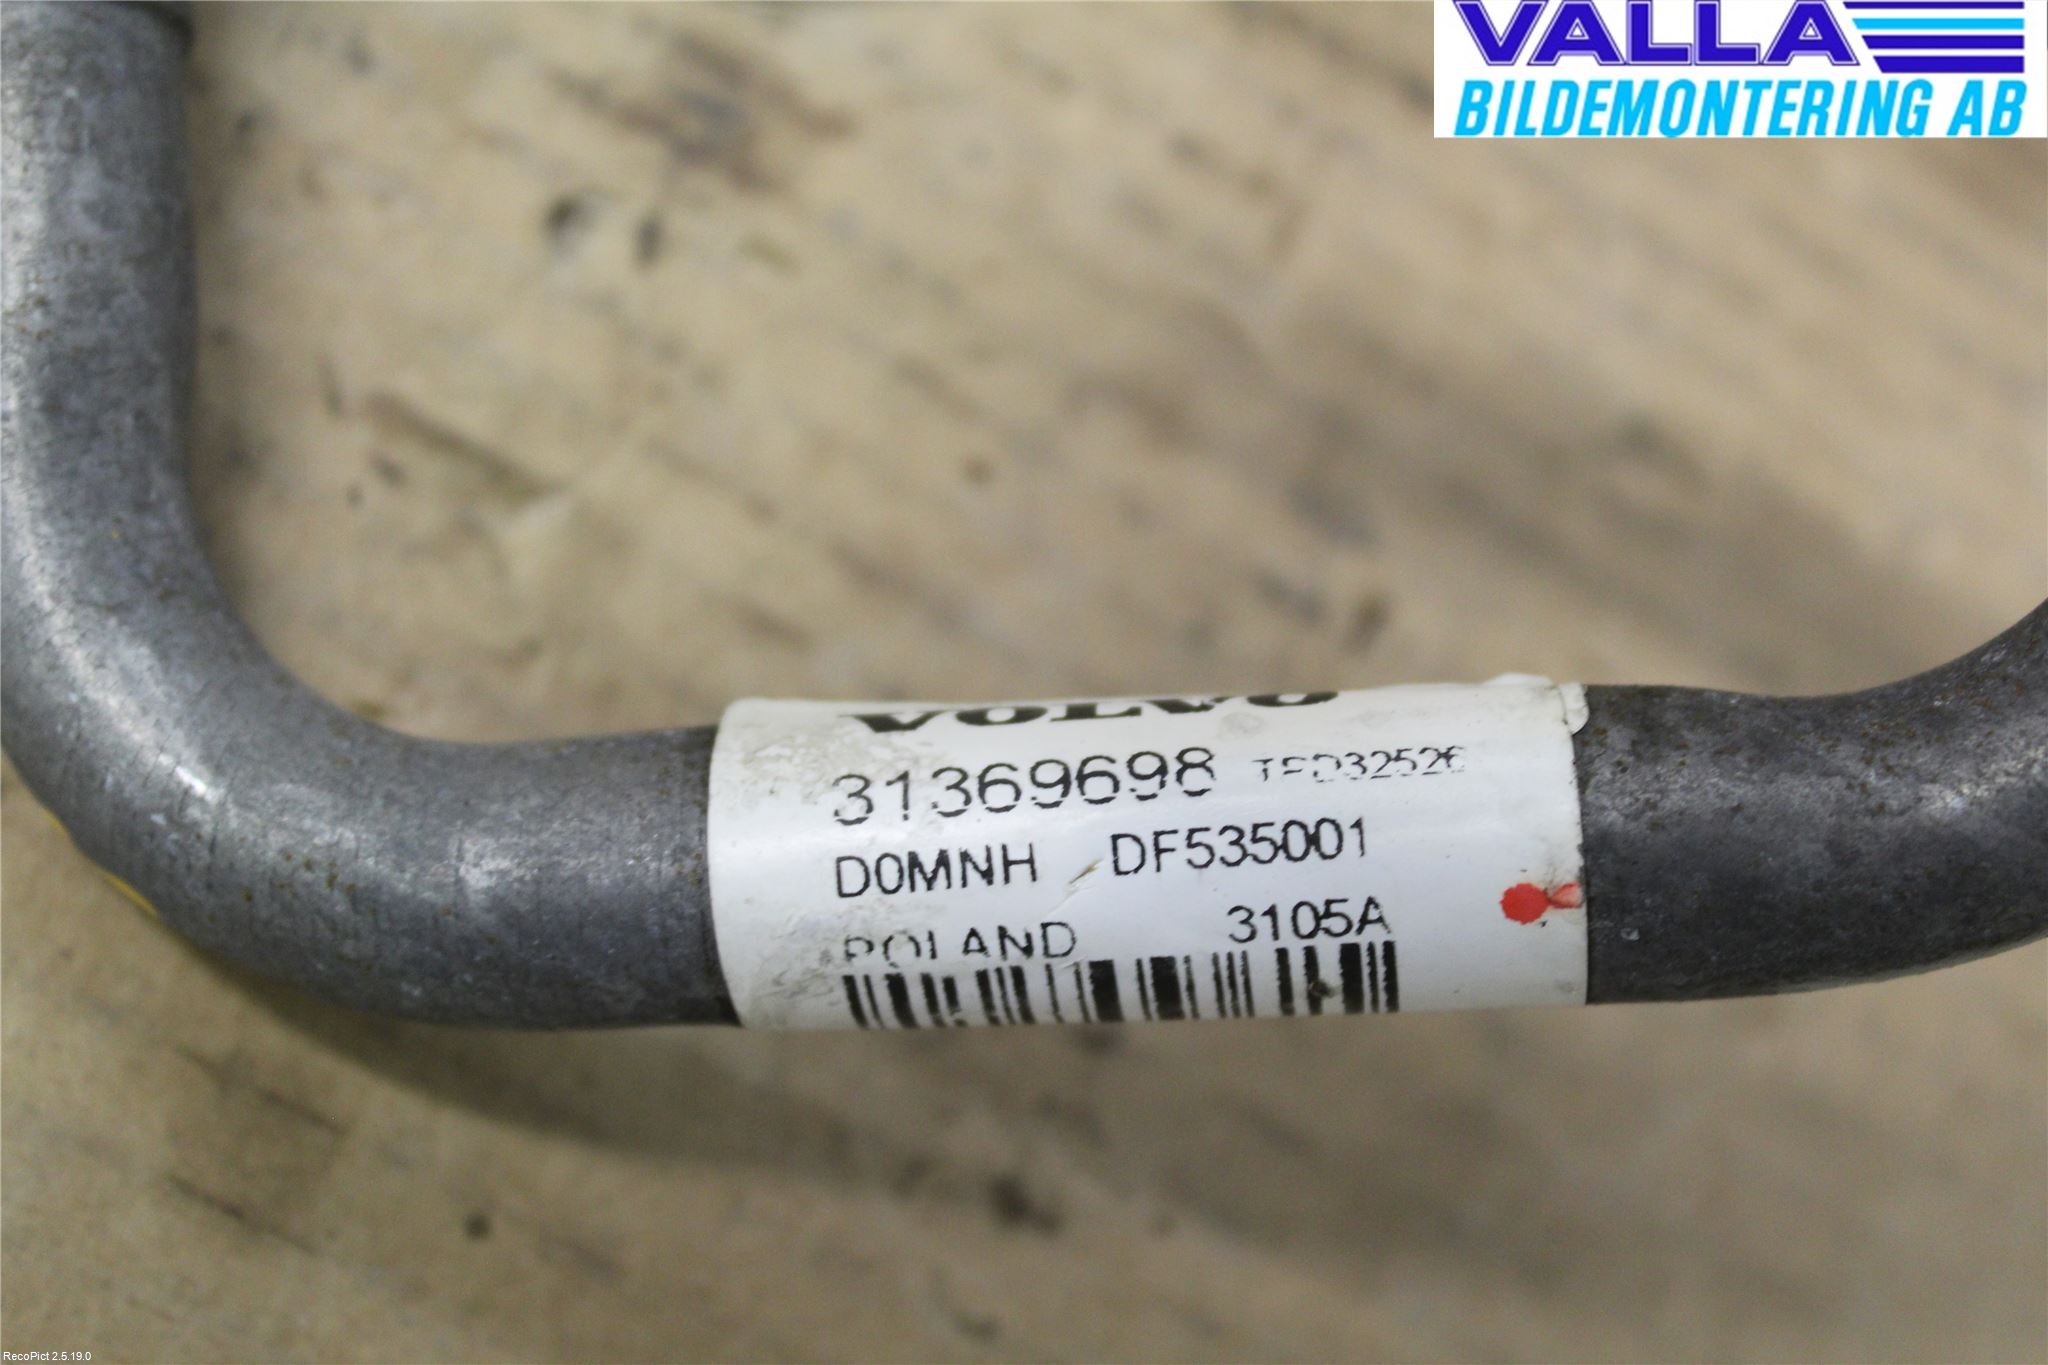 VALLA
BILDEMONTERING AB
VOLVO
31369698
D0MNH DF535001
POLAND 3105A
RecoPict 2.5.19.0